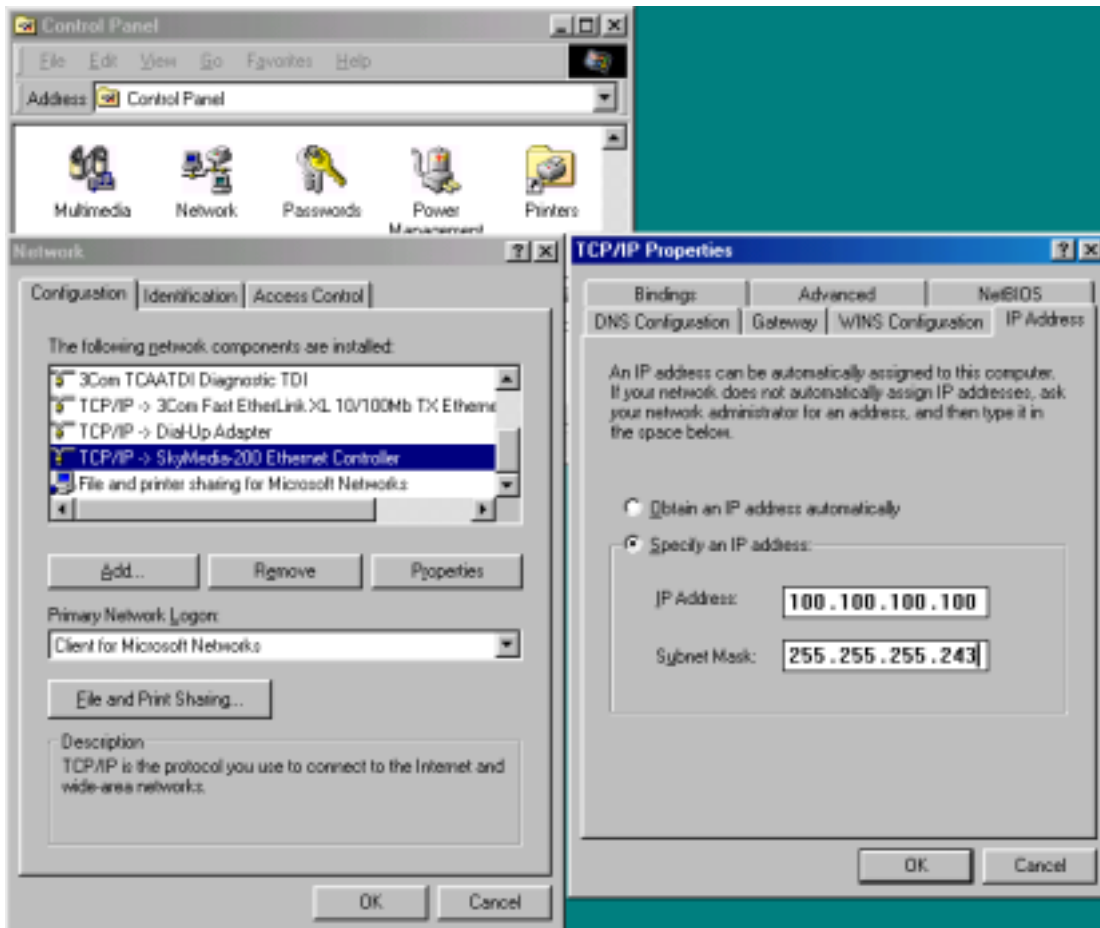 Control Panel
File Edit View Go Favorites Help
Address Control Panel
Multimedia Network Passwords Power Management Printers
Network
Configuration Identification Access Control
The following network components are installed:
3Com TCAATDI Diagnostic TDI
TCP/IP -> 3Com Fast EtherLink XL 10/100Mb TX Etherne
TCP/IP -> Dial-Up Adapter
TCP/IP -> SkyMedia-200 Ethernet Controller
File and printer sharing for Microsoft Networks
Add... Remove Properties
Primary Network Logon:
Client for Microsoft Networks
File and Print Sharing...
Description
TCP/IP is the protocol you use to connect to the Internet and
wide-area networks.
OK Cancel
TCP/IP Properties
Bindings Advanced NetBIOS
DNS Configuration Gateway WINS Configuration IP Address
An IP address can be automatically assigned to this computer.
If your network does not automatically assign IP addresses, ask
your network administrator for an address, and then type it in
the space below.
Obtain an IP address automatically
Specify an IP address:
IP Address: 100.100.100.100
Subnet Mask: 255.255.255.243
OK Cancel